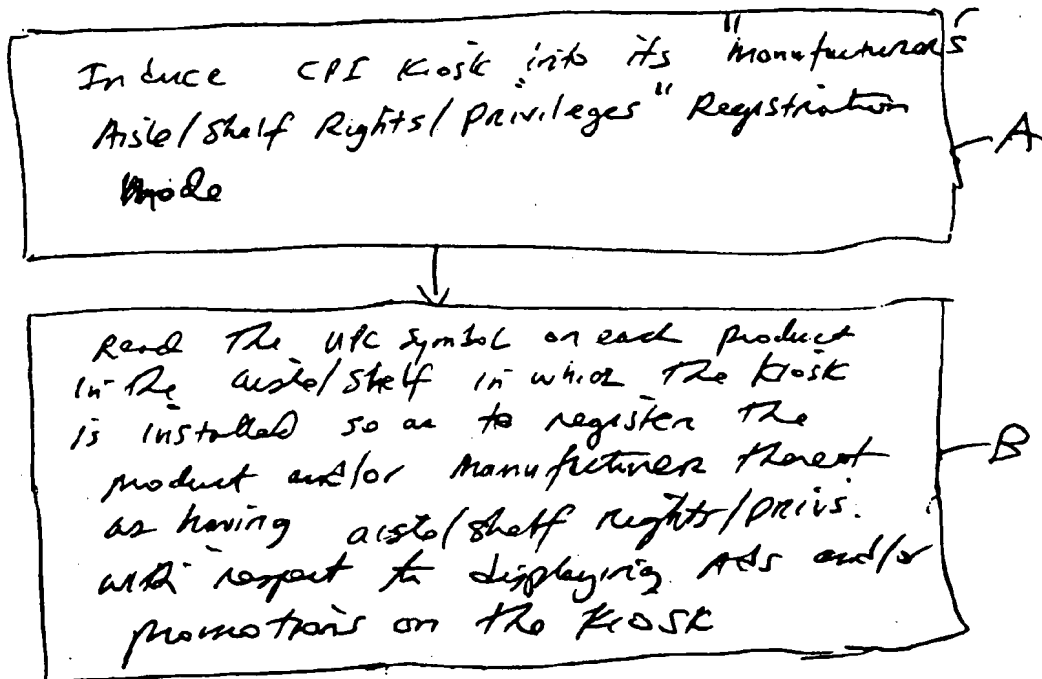 Induce CPI Kiosk into its "Manufacturer's
Aisle/Shelf Rights/Privileges" Registration
Mode
A
Read The UPC symbol on each product
in the aisle/shelf in which the Kiosk
is installed so as to register the
product and/or Manufacturer thereof
as having aisle/shelf rights/privs.
with respect to displaying Ads and/or
promotions on the Kiosk
B